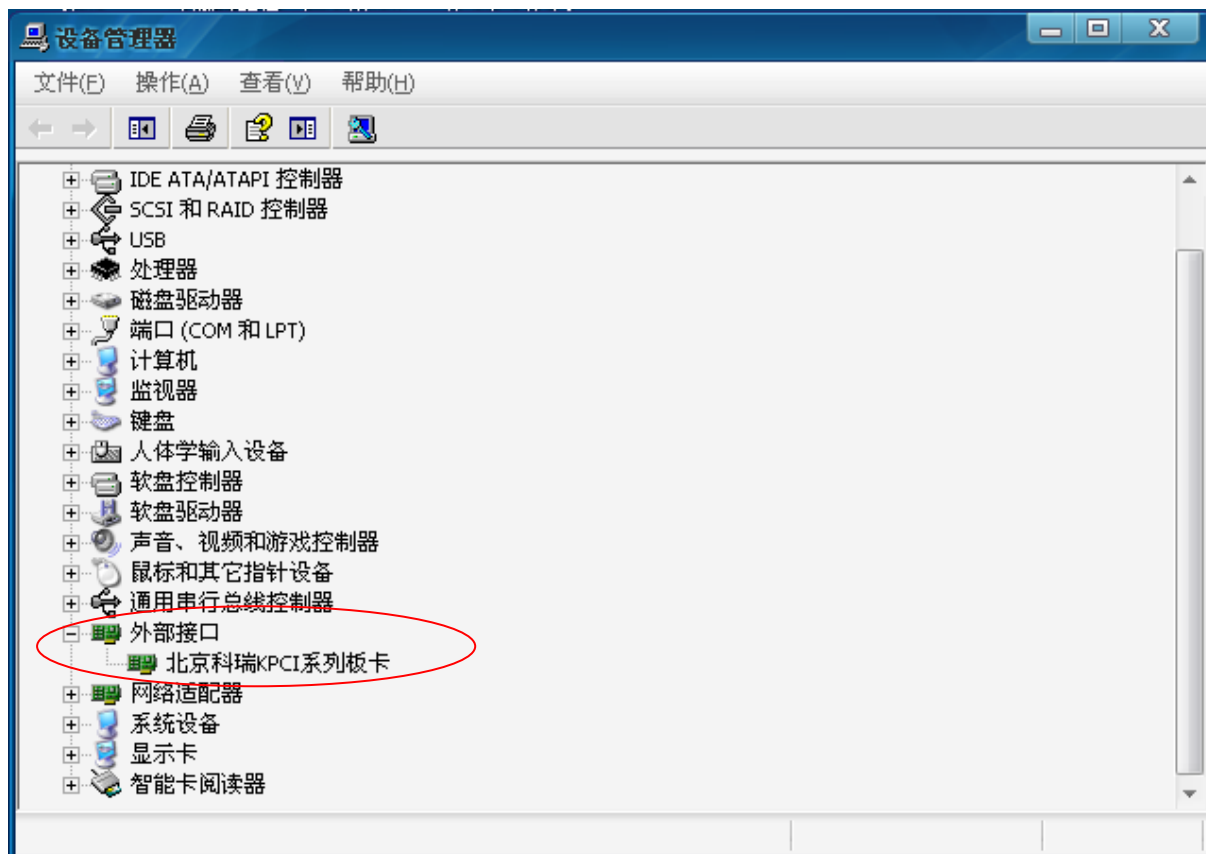 设备管理器
文件(F) 操作(A) 查看(V) 帮助(H)
IDE ATA/ATAPI 控制器
SCSI 和 RAID 控制器
USB
处理器
磁盘驱动器
端口 (COM 和 LPT)
计算机
监视器
键盘
人体学输入设备
软盘控制器
软盘驱动器
声音、视频和游戏控制器
鼠标和其它指针设备
通用串行总线控制器
外部接口
北京科瑞KPCI系列板卡
网络适配器
系统设备
显示卡
智能卡阅读器